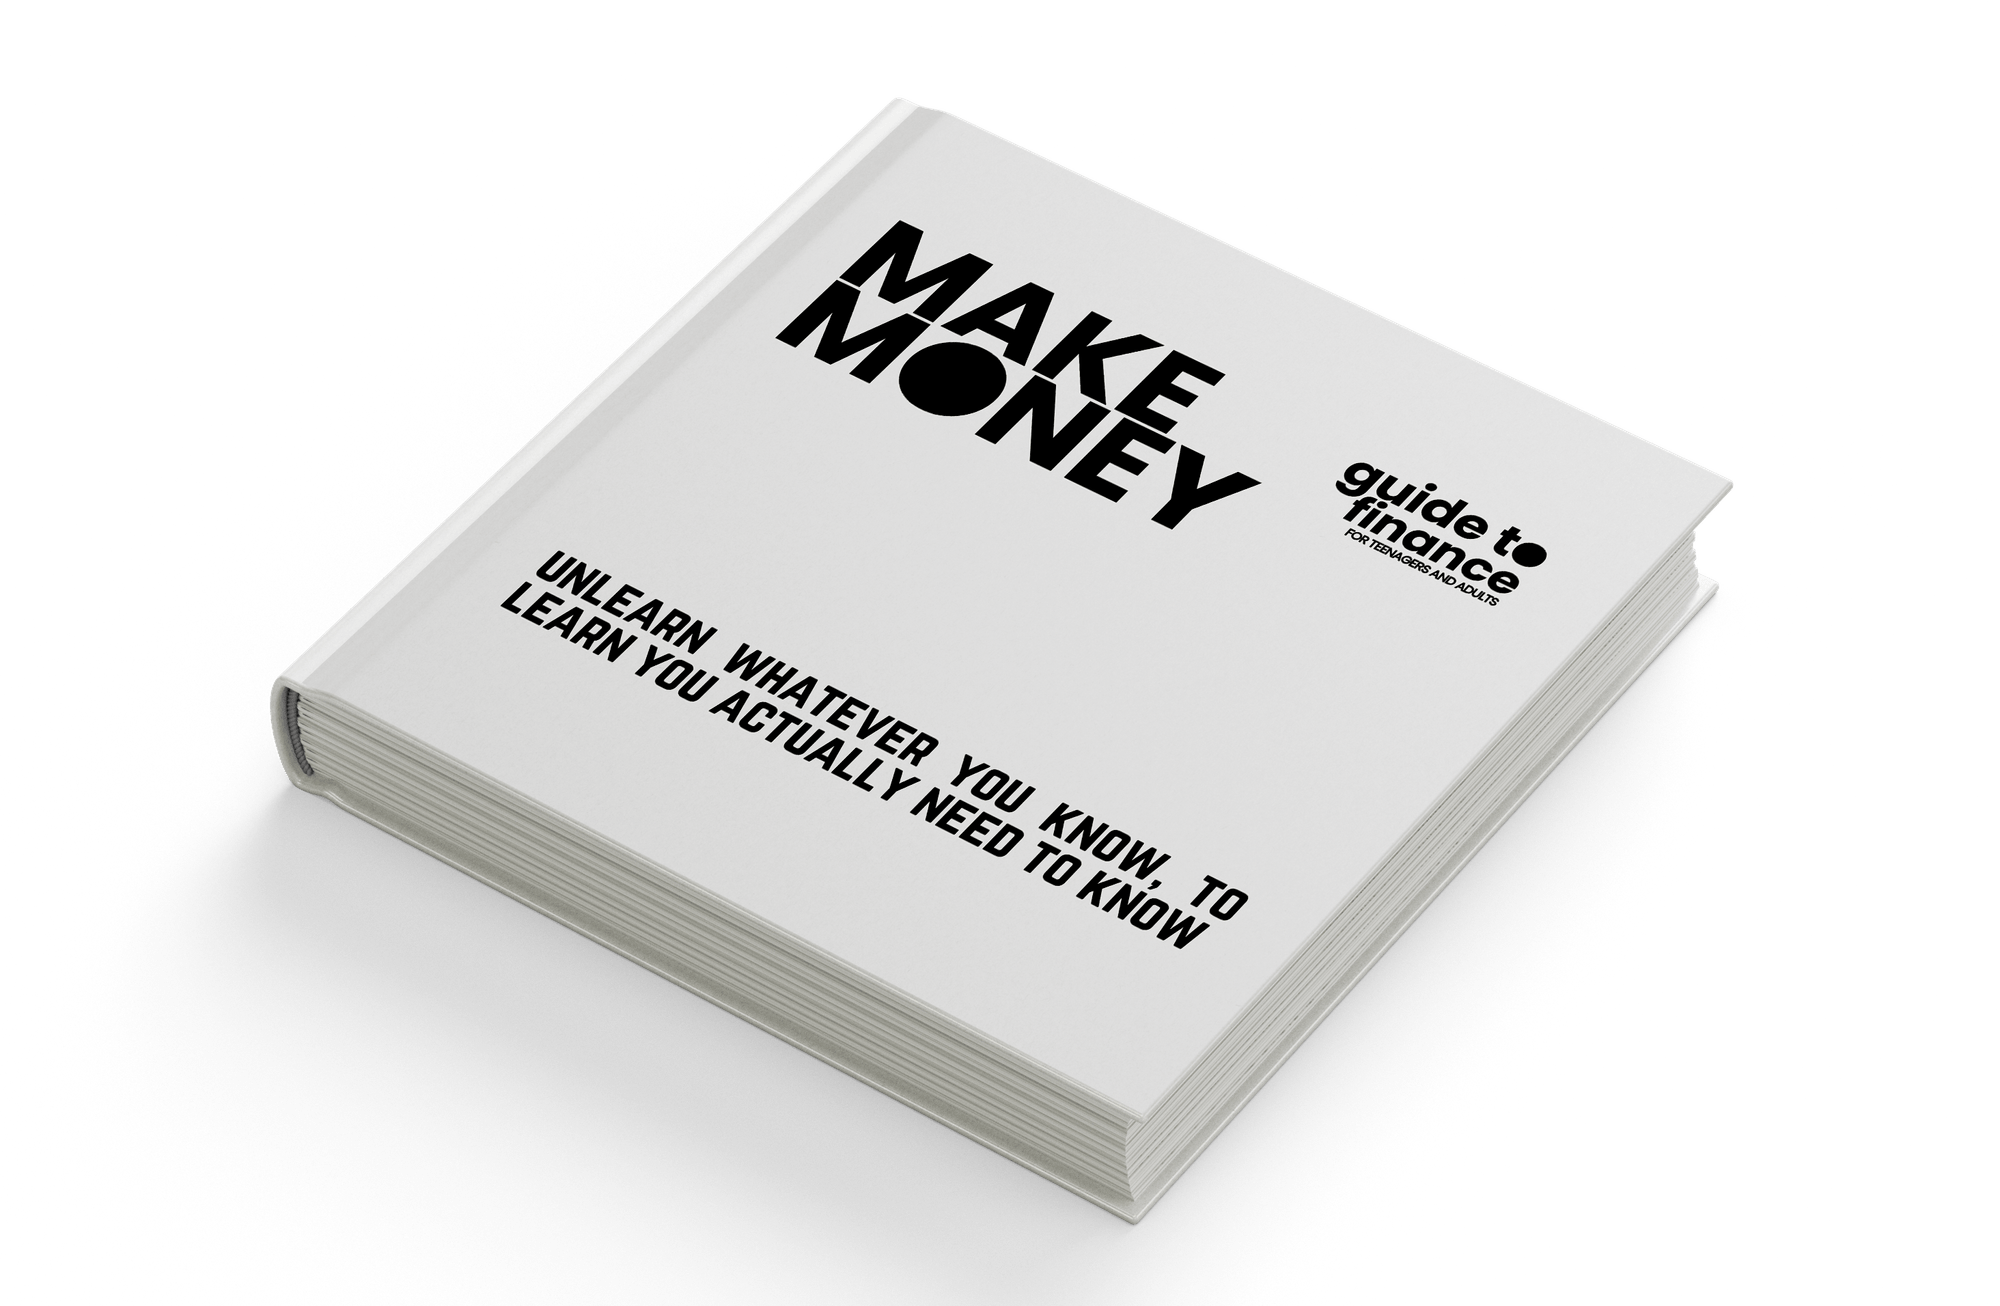 MAKE
MONEY
guide to
finance
FOR TEENAGERS AND ADULTS
UNLEARN WHATEVER YOU KNOW, TO
LEARN YOU ACTUALLY NEED TO KNOW